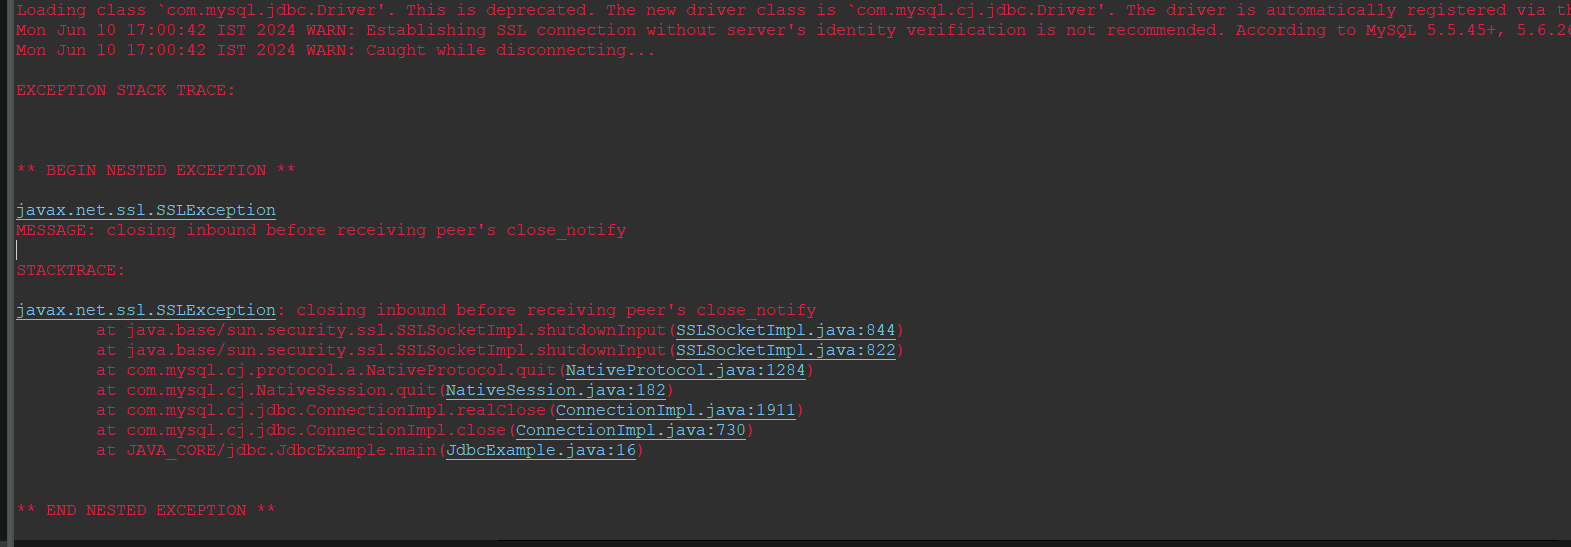 Loading class `com.mysql.jdbc.Driver'. This is deprecated. The new driver class is `com.mysql.cj.jdbc.Driver'. The driver is automatically registered via
Mon Jun 10 17:00:42 IST 2024 WARN: Establishing SSL connection without server's identity verification is not recommended. According to MySQL 5.5.45+,
Mon Jun 10 17:00:42 IST 2024 WARN: Caught while disconnecting...
EXCEPTION STACK TRACE:
** BEGIN NESTED EXCEPTION **
javax.net.ssl.SSLException
MESSAGE: closing inbound before receiving peer's close_notify
STACKTRACE:
javax.net.ssl.SSLException: closing inbound before receiving peer's close_notify
at java.base/sun.security.ssl.SSLSocketImpl.shutdownInput(SSLSocketImpl.java:844)
at java.base/sun.security.ssl.SSLSocketImpl.shutdownInput(SSLSocketImpl.java:822)
at com.mysql.cj.protocol.a.NativeProtocol.quit(NativeProtocol.java:1284)
at com.mysql.cj.NativeSession.quit(NativeSession.java:182)
at com.mysql.cj.jdbc.ConnectionImpl.realClose(ConnectionImpl.java:1911)
at com.mysql.cj.jdbc.ConnectionImpl.close(ConnectionImpl.java:730)
at JAVA_CORE/jdbc.JdbcExample.main(JdbcExample.java:16)
** END NESTED EXCEPTION **